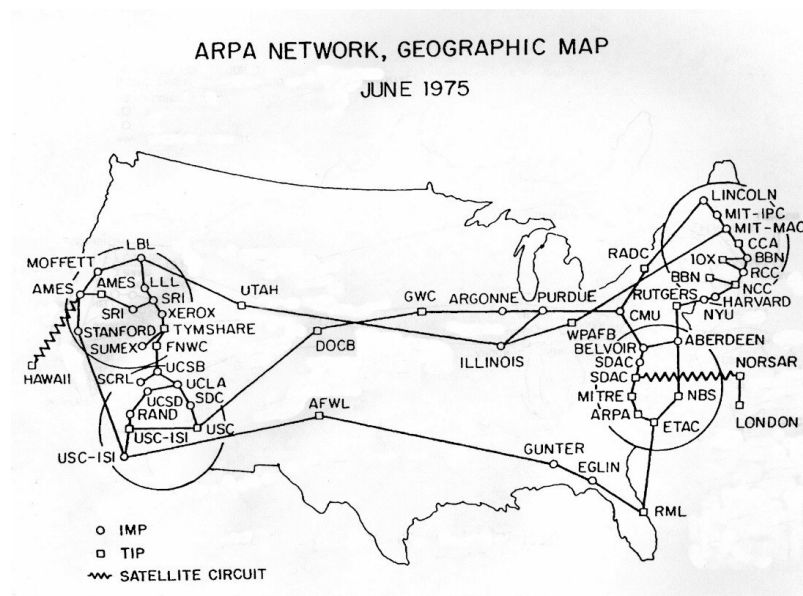 ARPA NETWORK, GEOGRAPHIC MAP
JUNE 1975
LINCOLN
MIT-IPC
MIT-MAC
CCA
BBN
10X
RCC
BBN
NCC
HARVARD
NYU
RUTGERS
RADC
LBL
MOFFETT
AMES
AMES
LLL
SRI
SRI
XEROX
TYMSHARE
STANFORD
SUMEX
FNWC
HAWAII
UTAH
GWC
ARGONNE
PURDUE
CMU
DOCB
ILLINOIS
WPAFB
BELVOIR
ABERDEEN
SDAC
SDAC
NORSAR
MITRE
NBS
ARPA
ETAC
LONDON
UCSB
SCRL
UCLA
UCSD
SDC
RAND
USC-ISI
USC
USC-ISI
AFWL
GUNTER
EGLIN
RML
IMP
TIP
SATELLITE CIRCUIT